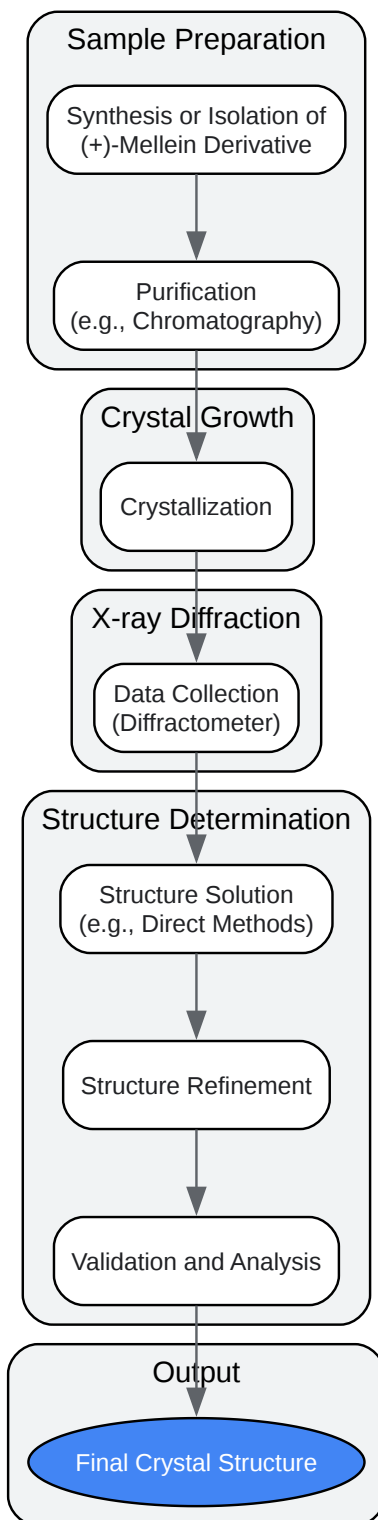 Sample Preparation
Synthesis or Isolation of
(+)-Mellein Derivative
Purification
(e.g., Chromatography)
Crystal Growth
Crystallization
X-ray Diffraction
Data Collection
(Diffractometer)
Structure Determination
Structure Solution
(e.g., Direct Methods)
Structure Refinement
Validation and Analysis
Output
Final Crystal Structure